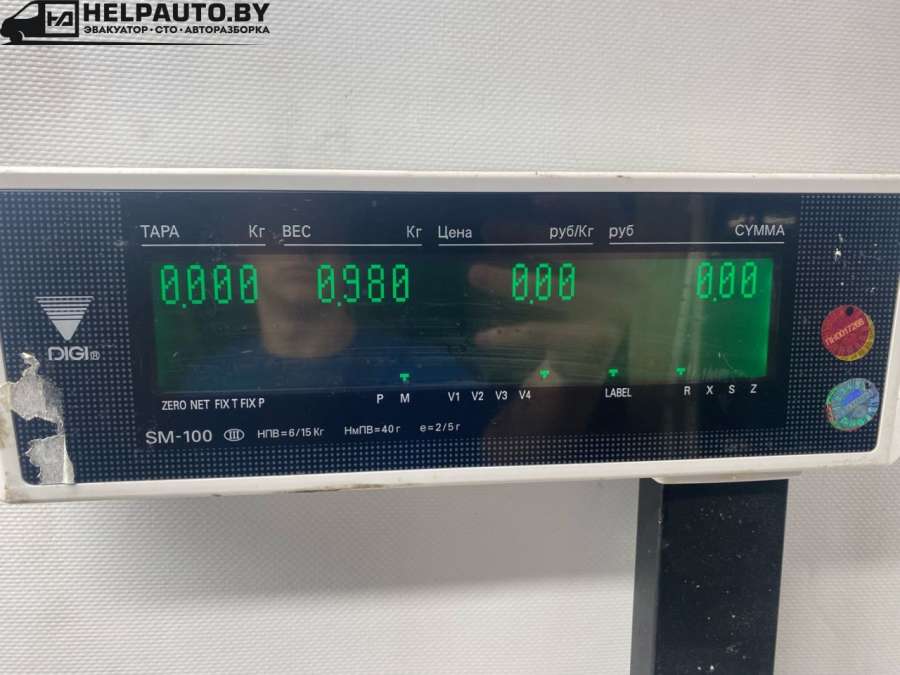 HELPAUTO.BY
ЭВАКУАТОР • СТО • АВТОРАЗБОРКА
ТАРА Кг ВЕС Кг Цена руб/Кг руб СУММА
0.000 0.980 0.00 0.00
DIGI®
ZERO NET FIX T FIX P P M V1 V2 V3 V4 LABEL R X S Z
SM-100 III НПВ=6/15 Кг НмПВ=40 г e=2/5 г